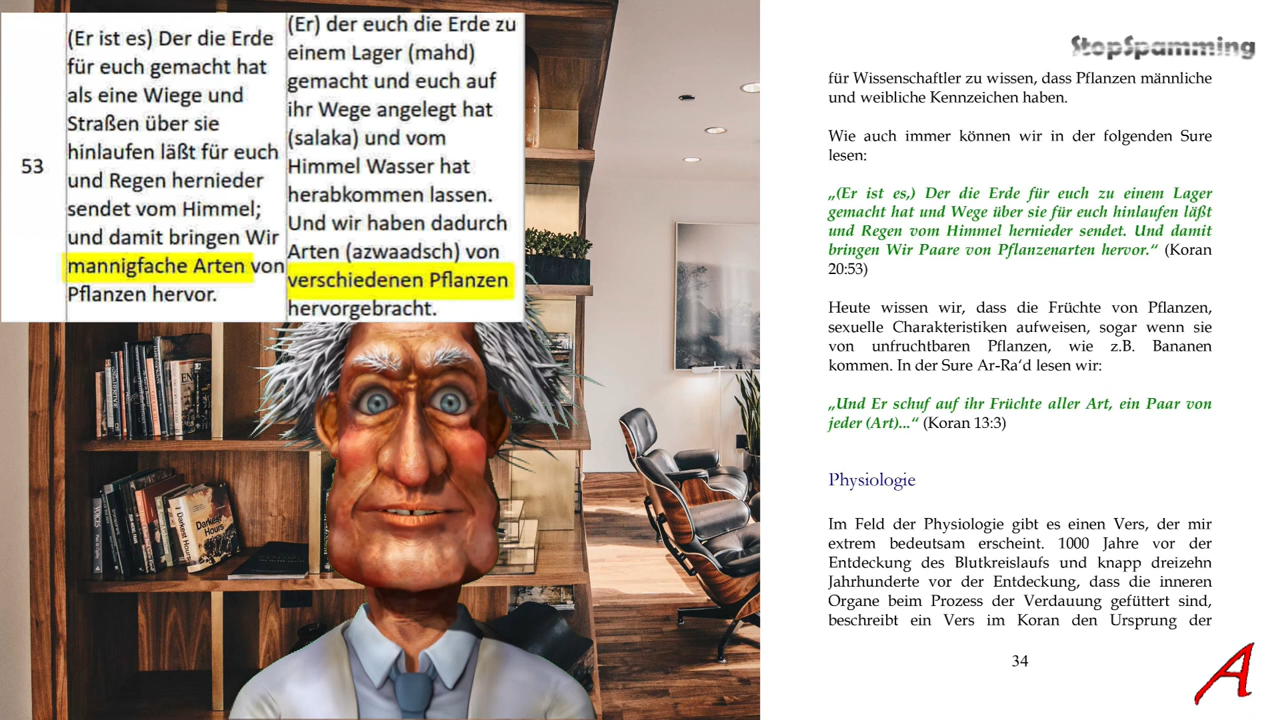 53
(Er ist es) Der die Erde
für euch gemacht hat
als eine Wiege und
Straßen über sie
hinlaufen läßt für euch
und Regen hernieder
sendet vom Himmel;
und damit bringen Wir
mannigfache Arten von
Pflanzen hervor.
(Er) der euch die Erde zu
einem Lager (mahd)
gemacht und euch auf
ihr Wege angelegt hat
(salaka) und vom
Himmel Wasser hat
herabkommen lassen.
Und wir haben dadurch
Arten (azwaadsch) von
verschiedenen Pflanzen
hervorgebracht.
Darkest
Hours
Darkest
Hours
StopSpamming
für Wissenschaftler zu wissen, dass Pflanzen männliche
und weibliche Kennzeichen haben.
Wie auch immer können wir in der folgenden Sure
lesen:
„(Er ist es,) Der die Erde für euch zu einem Lager
gemacht hat und Wege über sie für euch hinlaufen läßt
und Regen vom Himmel hernieder sendet. Und damit
bringen Wir Paare von Pflanzenarten hervor.“ (Koran
20:53)
Heute wissen wir, dass die Früchte von Pflanzen,
sexuelle Charakteristiken aufweisen, sogar wenn sie
von unfruchtbaren Pflanzen, wie z.B. Bananen
kommen. In der Sure Ar-Ra‘d lesen wir:
„Und Er schuf auf ihr Früchte aller Art, ein Paar von
jeder (Art)...“ (Koran 13:3)
Physiologie
Im Feld der Physiologie gibt es einen Vers, der mir
extrem bedeutsam erscheint. 1000 Jahre vor der
Entdeckung des Blutkreislaufs und knapp dreizehn
Jahrhunderte vor der Entdeckung, dass die inneren
Organe beim Prozess der Verdauung gefüttert sind,
beschreibt ein Vers im Koran den Ursprung der
34
A